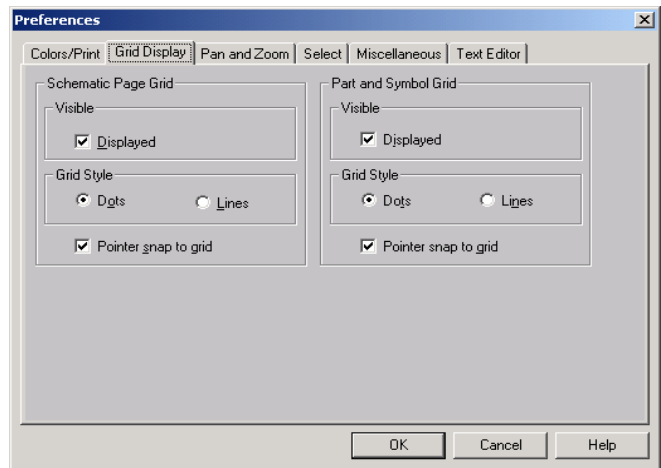 Preferences
Colors/Print Grid Display Pan and Zoom Select Miscellaneous Text Editor
Schematic Page Grid
Visible
Displayed
Grid Style
Dots Lines
Pointer snap to grid
Part and Symbol Grid
Visible
Displayed
Grid Style
Dots Lines
Pointer snap to grid
OK Cancel Help